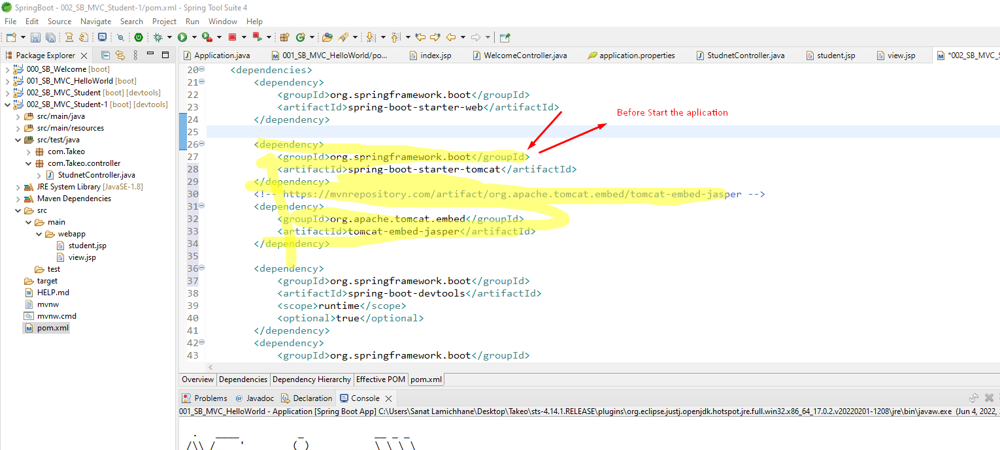 SpringBoot - 002_SB_MVC_Student-1/pom.xml - Spring Tool Suite 4
File Edit Source Navigate Search Project Run Window Help
Package Explorer
Application.java 001_SB_MVC_HelloWorld/po... index.jsp WelcomeController.java application.properties StudnetController.java student.jsp view.jsp *002_SB_MVC_S
000_SB_Welcome [boot]
001_SB_MVC_HelloWorld [boot]
002_SB_MVC_Student [boot] [devtools]
002_SB_MVC_Student-1 [boot] [devtools]
src/main/java
src/main/resources
src/test/java
com.Takeo
com.Takeo.controller
StudnetController.java
JRE System Library [JavaSE-1.8]
Maven Dependencies
src
main
webapp
student.jsp
view.jsp
test
target
HELP.md
mvnw
mvnw.cmd
pom.xml
20 <dependencies>
21 <dependency>
22 <groupId>org.springframework.boot</groupId>
23 <artifactId>spring-boot-starter-web</artifactId>
24 </dependency>
25
26 <dependency>
27 <groupId>org.springframework.boot</groupId>
28 <artifactId>spring-boot-starter-tomcat</artifactId>
29 </dependency>
30 <!-- https://mvnrepository.com/artifact/org.apache.tomcat.embed/tomcat-embed-jasper -->
31 <dependency>
32 <groupId>org.apache.tomcat.embed</groupId>
33 <artifactId>tomcat-embed-jasper</artifactId>
34 </dependency>
35
36 <dependency>
37 <groupId>org.springframework.boot</groupId>
38 <artifactId>spring-boot-devtools</artifactId>
39 <scope>runtime</scope>
40 <optional>true</optional>
41 </dependency>
42 <dependency>
43 <groupId>org.springframework.boot</groupId>
Before Start the aplication
Overview Dependencies Dependency Hierarchy Effective POM pom.xml
Problems Javadoc Declaration Console
001_SB_MVC_HelloWorld - Application [Spring Boot App] C:\Users\Sanat Lamichhane\Desktop\Takeo\sts-4.14.1.RELEASE\plugins\org.eclipse.justj.openjdk.hotspot.jre.full.win32.x86_64_17.0.2.v20220201-1208\jre\bin\javaw.exe (Jun 4, 2022,